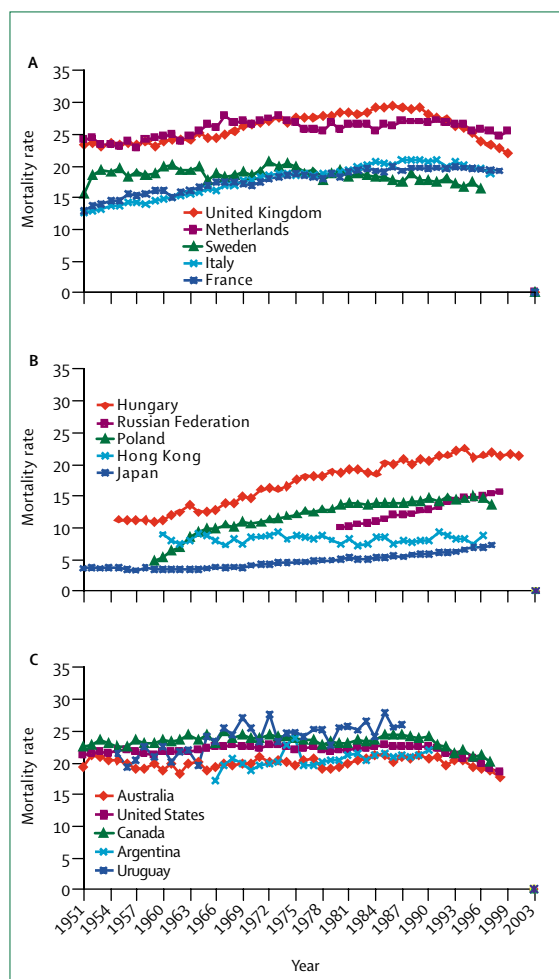 A
35
30
25
20
15
10
5
0
Mortality rate
United Kingdom
Netherlands
Sweden
Italy
France
B
35
30
25
20
15
10
5
0
Mortality rate
Hungary
Russian Federation
Poland
Hong Kong
Japan
C
35
30
25
20
15
10
5
0
Mortality rate
Australia
United States
Canada
Argentina
Uruguay
1951 1954 1957 1960 1963 1966 1969 1972 1975 1978 1981 1984 1987 1990 1993 1996 1999 2003
Year